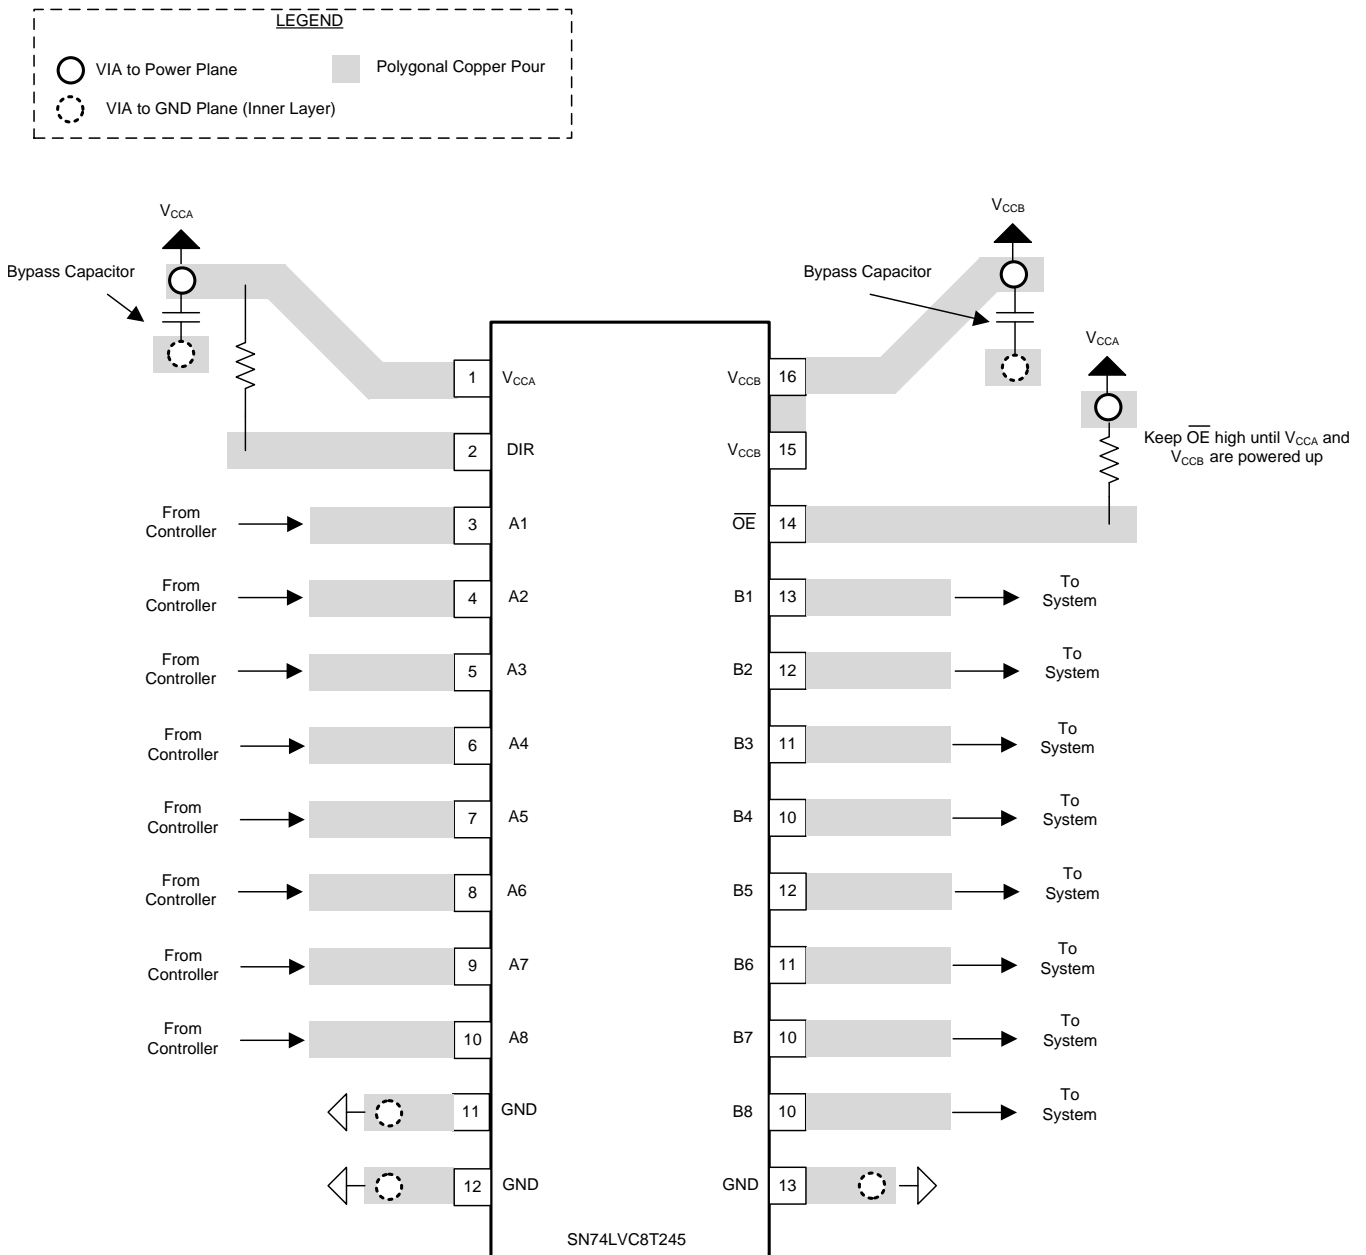 LEGEND
VIA to Power Plane
Polygonal Copper Pour
VIA to GND Plane (Inner Layer)
VCCA
VCCB
Bypass Capacitor
Bypass Capacitor
VCCA
Keep OE high until VCCA and
VCCB are powered up
1 VCCA
VCCB 16
2 DIR
VCCB 15
From
Controller
3 A1
OE 14
From
Controller
4 A2
B1 13
To
System
From
Controller
5 A3
B2 12
To
System
From
Controller
6 A4
B3 11
To
System
From
Controller
7 A5
B4 10
To
System
From
Controller
8 A6
B5 12
To
System
From
Controller
9 A7
B6 11
To
System
From
Controller
10 A8
B7 10
To
System
11 GND
B8 10
To
System
12 GND
GND 13
SN74LVC8T245